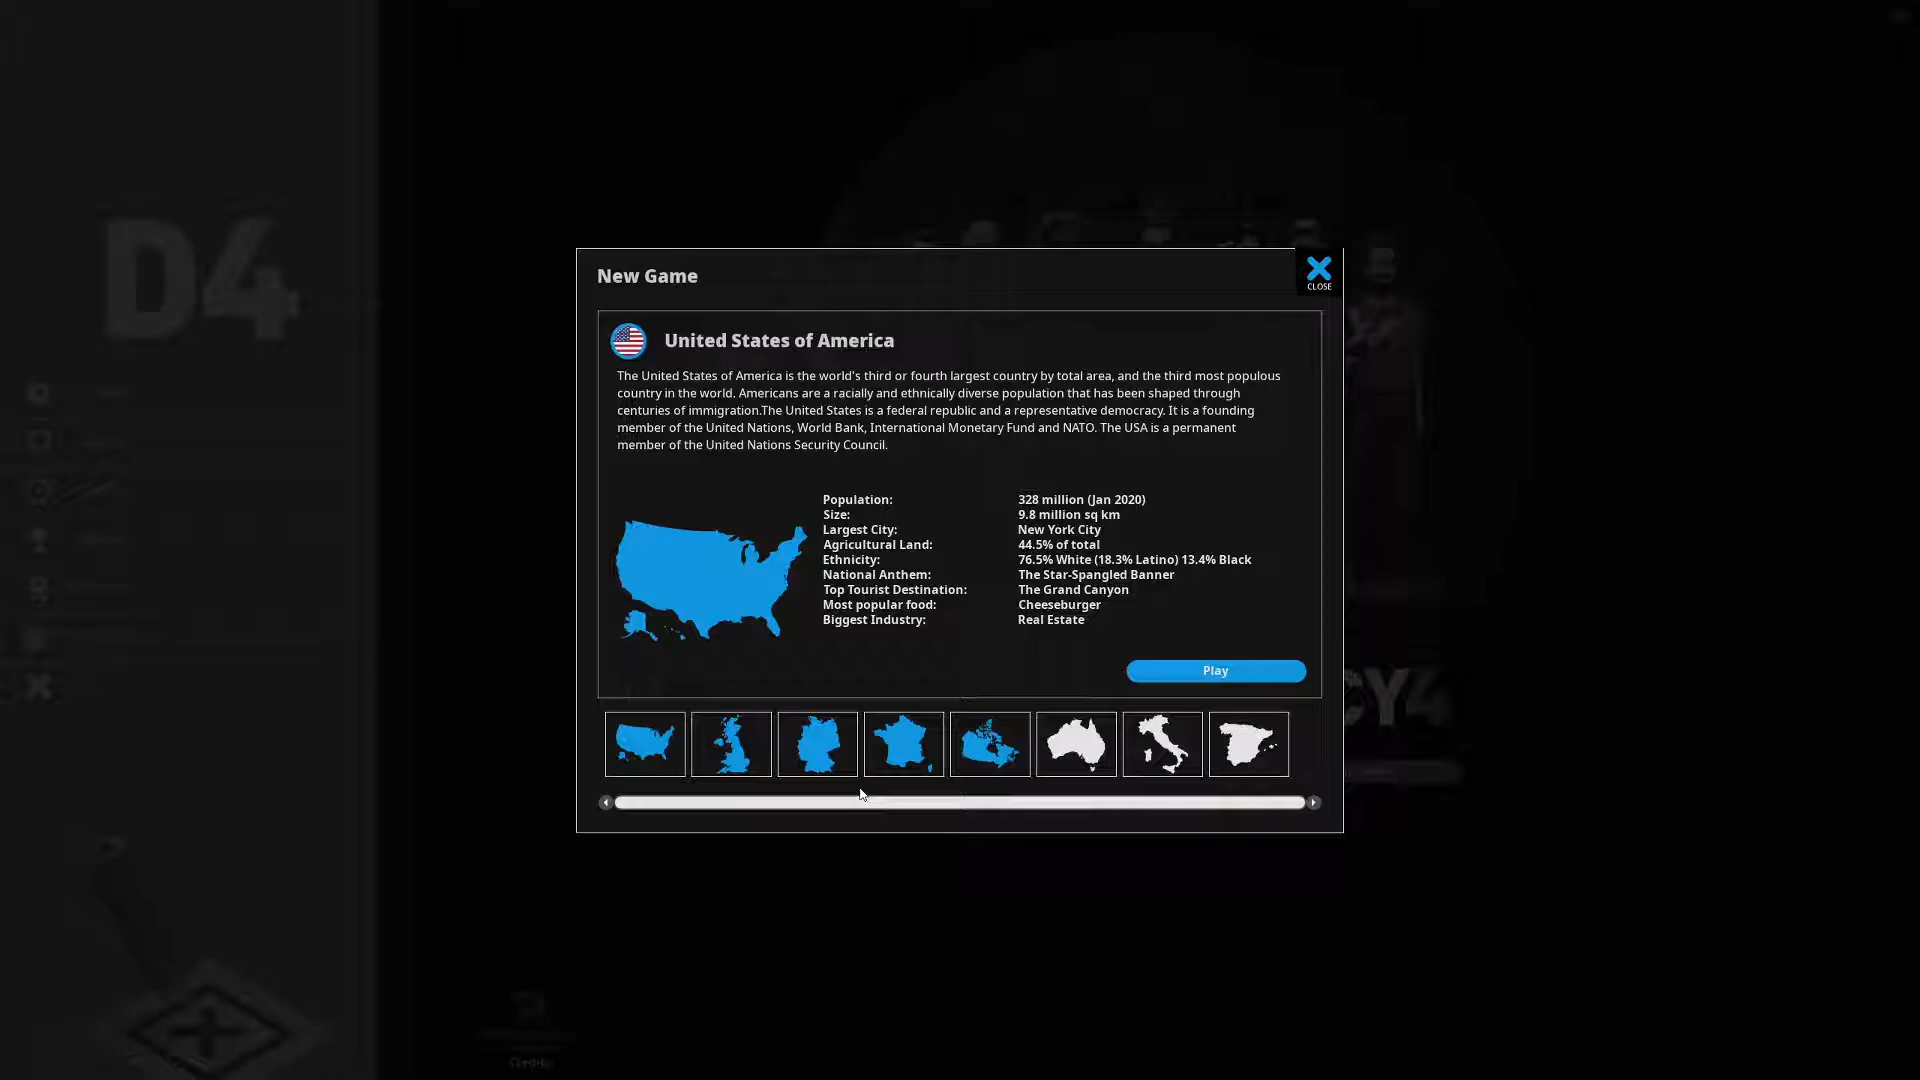 D4
New Game
CLOSE
United States of America
The United States of America is the world's third or fourth largest country by total area, and the third most populous
country in the world. Americans are a racially and ethnically diverse population that has been shaped through
centuries of immigration.The United States is a federal republic and a representative democracy. It is a founding
member of the United Nations, World Bank, International Monetary Fund and NATO. The USA is a permanent
member of the United Nations Security Council.
Population: 328 million (Jan 2020)
Size: 9.8 million sq km
Largest City: New York City
Agricultural Land: 44.5% of total
Ethnicity: 76.5% White (18.3% Latino) 13.4% Black
National Anthem: The Star-Spangled Banner
Top Tourist Destination: The Grand Canyon
Most popular food: Cheeseburger
Biggest Industry: Real Estate
Play
CY4
Credits